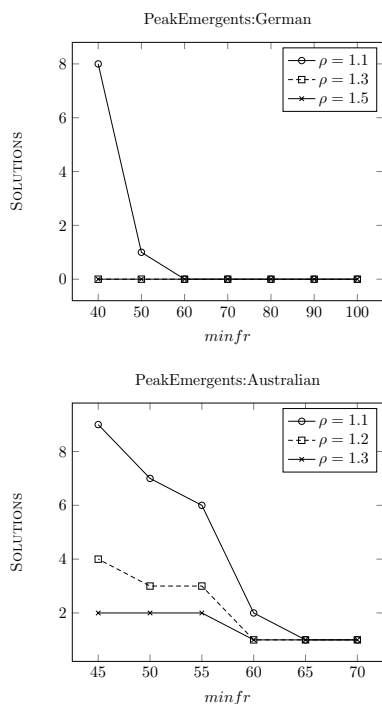 PeakEmergents:German
ρ = 1.1
ρ = 1.3
ρ = 1.5
SOLUTIONS
8
6
4
2
0
40 50 60 70 80 90 100
minfr
PeakEmergents:Australian
ρ = 1.1
ρ = 1.2
ρ = 1.3
SOLUTIONS
8
6
4
2
45 50 55 60 65 70
minfr